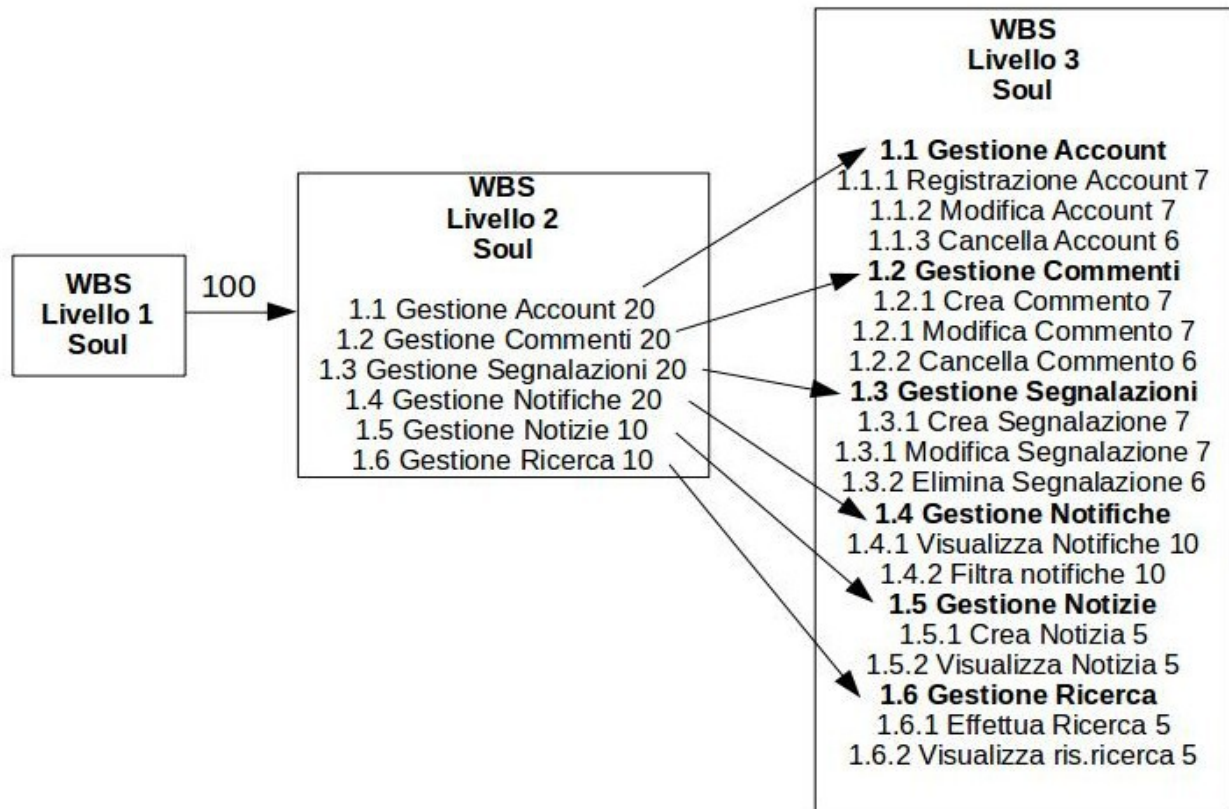 WBS
Livello 1
Soul
100
WBS
Livello 2
Soul
1.1 Gestione Account 20
1.2 Gestione Commenti 20
1.3 Gestione Segnalazioni 20
1.4 Gestione Notifiche 20
1.5 Gestione Notizie 10
1.6 Gestione Ricerca 10
WBS
Livello 3
Soul
1.1 Gestione Account
1.1.1 Registrazione Account 7
1.1.2 Modifica Account 7
1.1.3 Cancella Account 6
1.2 Gestione Commenti
1.2.1 Crea Commento 7
1.2.1 Modifica Commento 7
1.2.2 Cancella Commento 6
1.3 Gestione Segnalazioni
1.3.1 Crea Segnalazione 7
1.3.1 Modifica Segnalazione 7
1.3.2 Elimina Segnalazione 6
1.4 Gestione Notifiche
1.4.1 Visualizza Notifiche 10
1.4.2 Filtra notifiche 10
1.5 Gestione Notizie
1.5.1 Crea Notizia 5
1.5.2 Visualizza Notizia 5
1.6 Gestione Ricerca
1.6.1 Effettua Ricerca 5
1.6.2 Visualizza ris.ricerca 5